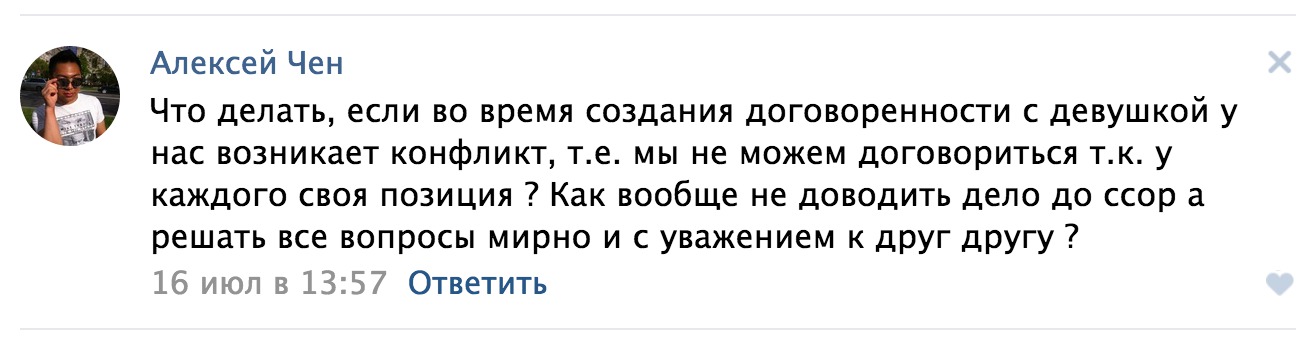 Алексей Чен
Что делать, если во время создания договоренности с девушкой у
нас возникает конфликт, т.е. мы не можем договориться т.к. у
каждого своя позиция ? Как вообще не доводить дело до ссор а
решать все вопросы мирно и с уважением к друг другу ?
16 июл в 13:57 Ответить